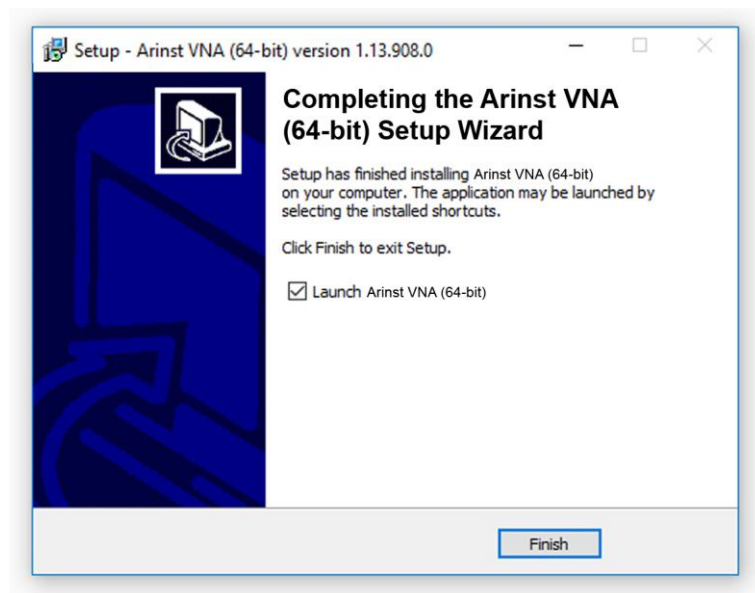 Setup - Arinst VNA (64-bit) version 1.13.908.0
Completing the Arinst VNA
(64-bit) Setup Wizard
Setup has finished installing Arinst VNA (64-bit)
on your computer. The application may be launched by
selecting the installed shortcuts.
Click Finish to exit Setup.
Launch Arinst VNA (64-bit)
Finish